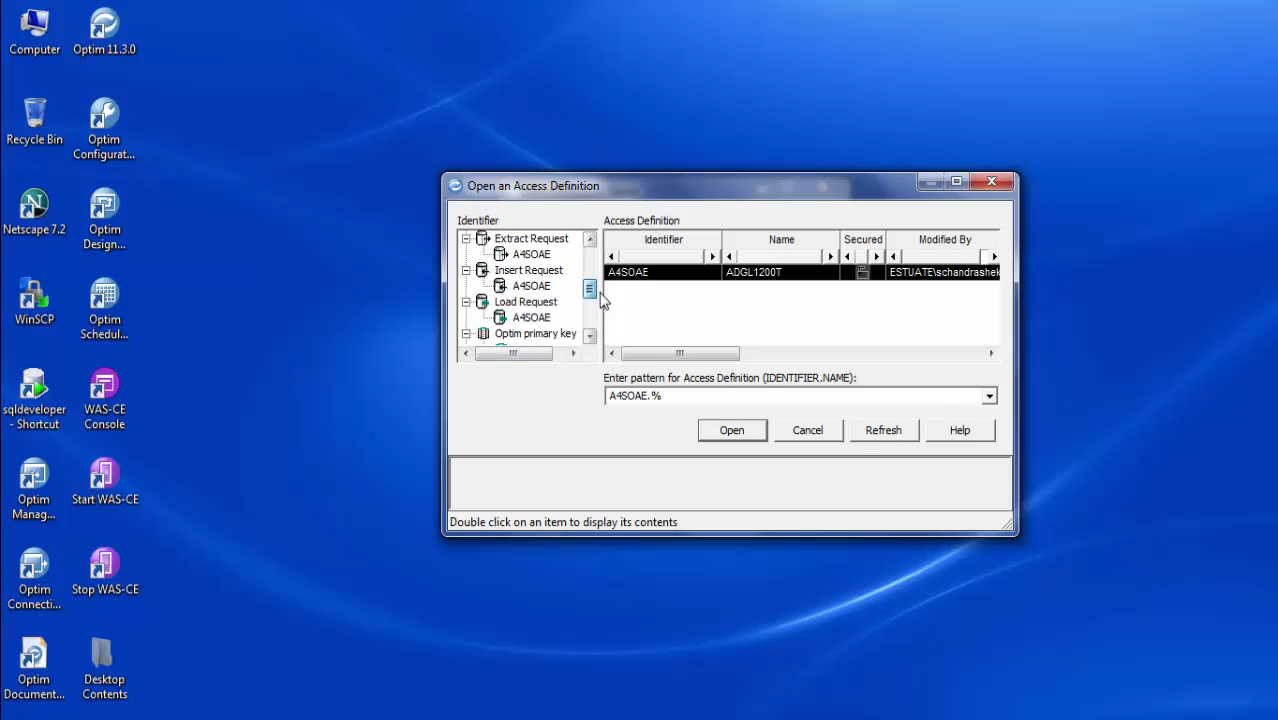 Computer
Optim 11.3.0
Recycle Bin
Optim
Configurat...
Netscape 7.2
Optim
Design...
WinSCP
Optim
Schedul...
sqldeveloper
- Shortcut
WAS-CE
Console
Optim
Manag...
Start WAS-CE
Optim
Connecti...
Stop WAS-CE
Optim
Document...
Desktop
Contents
Open an Access Definition
Identifier
Extract Request
A4SOAE
Insert Request
A4SOAE
Load Request
A4SOAE
Optim primary key
Access Definition
Identifier Name Secured Modified By
A4SOAE ADGL1200T ESTUATE\schandrashek
Enter pattern for Access Definition (IDENTIFIER.NAME):
A4SOAE.%
Open Cancel Refresh Help
Double click on an item to display its contents